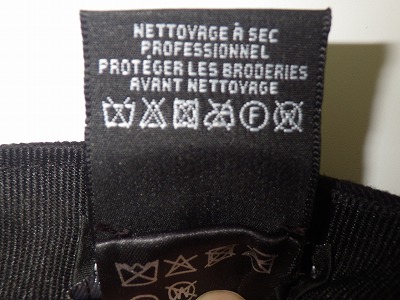 NETTOYAGE À SEC
PROFESSIONNEL
PROTÉGER LES BRODERIES
AVANT NETTOYAGE
F